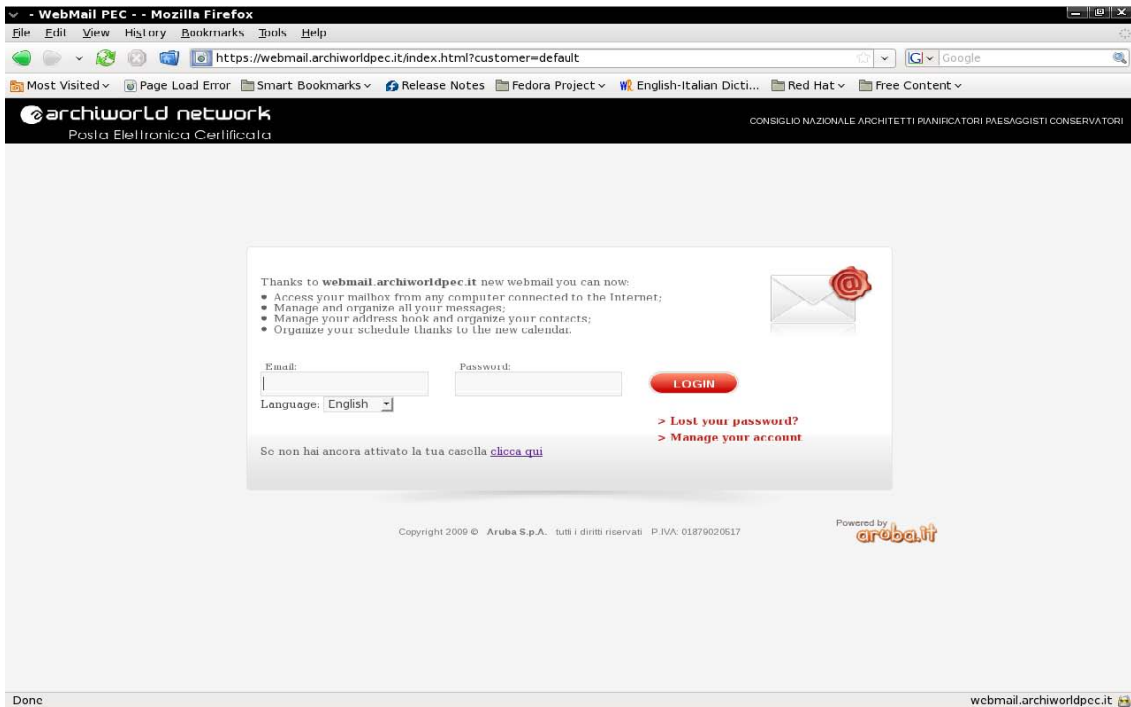 - WebMail PEC - - Mozilla Firefox
File Edit View History Bookmarks Tools Help
https://webmail.archiworldpec.it/index.html?customer=default
Google
Most Visited Page Load Error Smart Bookmarks Release Notes Fedora Project English-Italian Dicti... Red Hat Free Content
archiworld network
Posta Elettronica Certificata
CONSIGLIO NAZIONALE ARCHITETTI PIANIFICATORI PAESAGGISTI CONSERVATORI
Thanks to webmail.archiworldpec.it new webmail you can now:
• Access your mailbox from any computer connected to the Internet;
• Manage and organize all your messages;
• Manage your address book and organize your contacts;
• Organize your schedule thanks to the new calendar.
Email: Password:
LOGIN
Language: English
> Lost your password?
> Manage your account
Se non hai ancora attivato la tua casella clicca qui
Copyright 2009 © Aruba S.p.A. tutti i diritti riservati P.IVA: 01879020517
Powered by
aruba.it
Done
webmail.archiworldpec.it